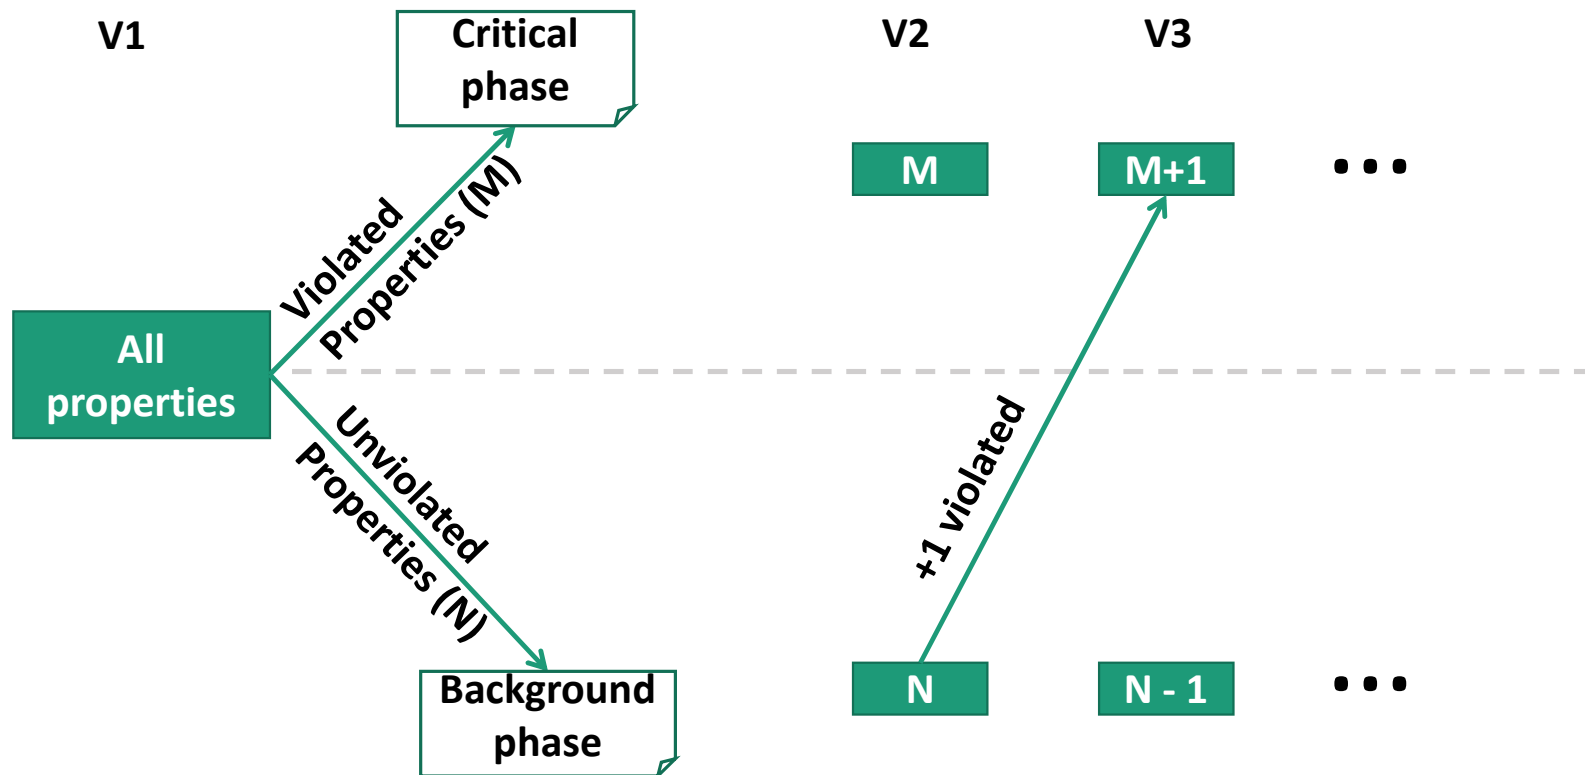 V1
Critical
phase
V2
V3
M
M+1
...
Violated
Properties (M)
All
properties
Unviolated
Properties (N)
+1 violated
Background
phase
N
N - 1
...